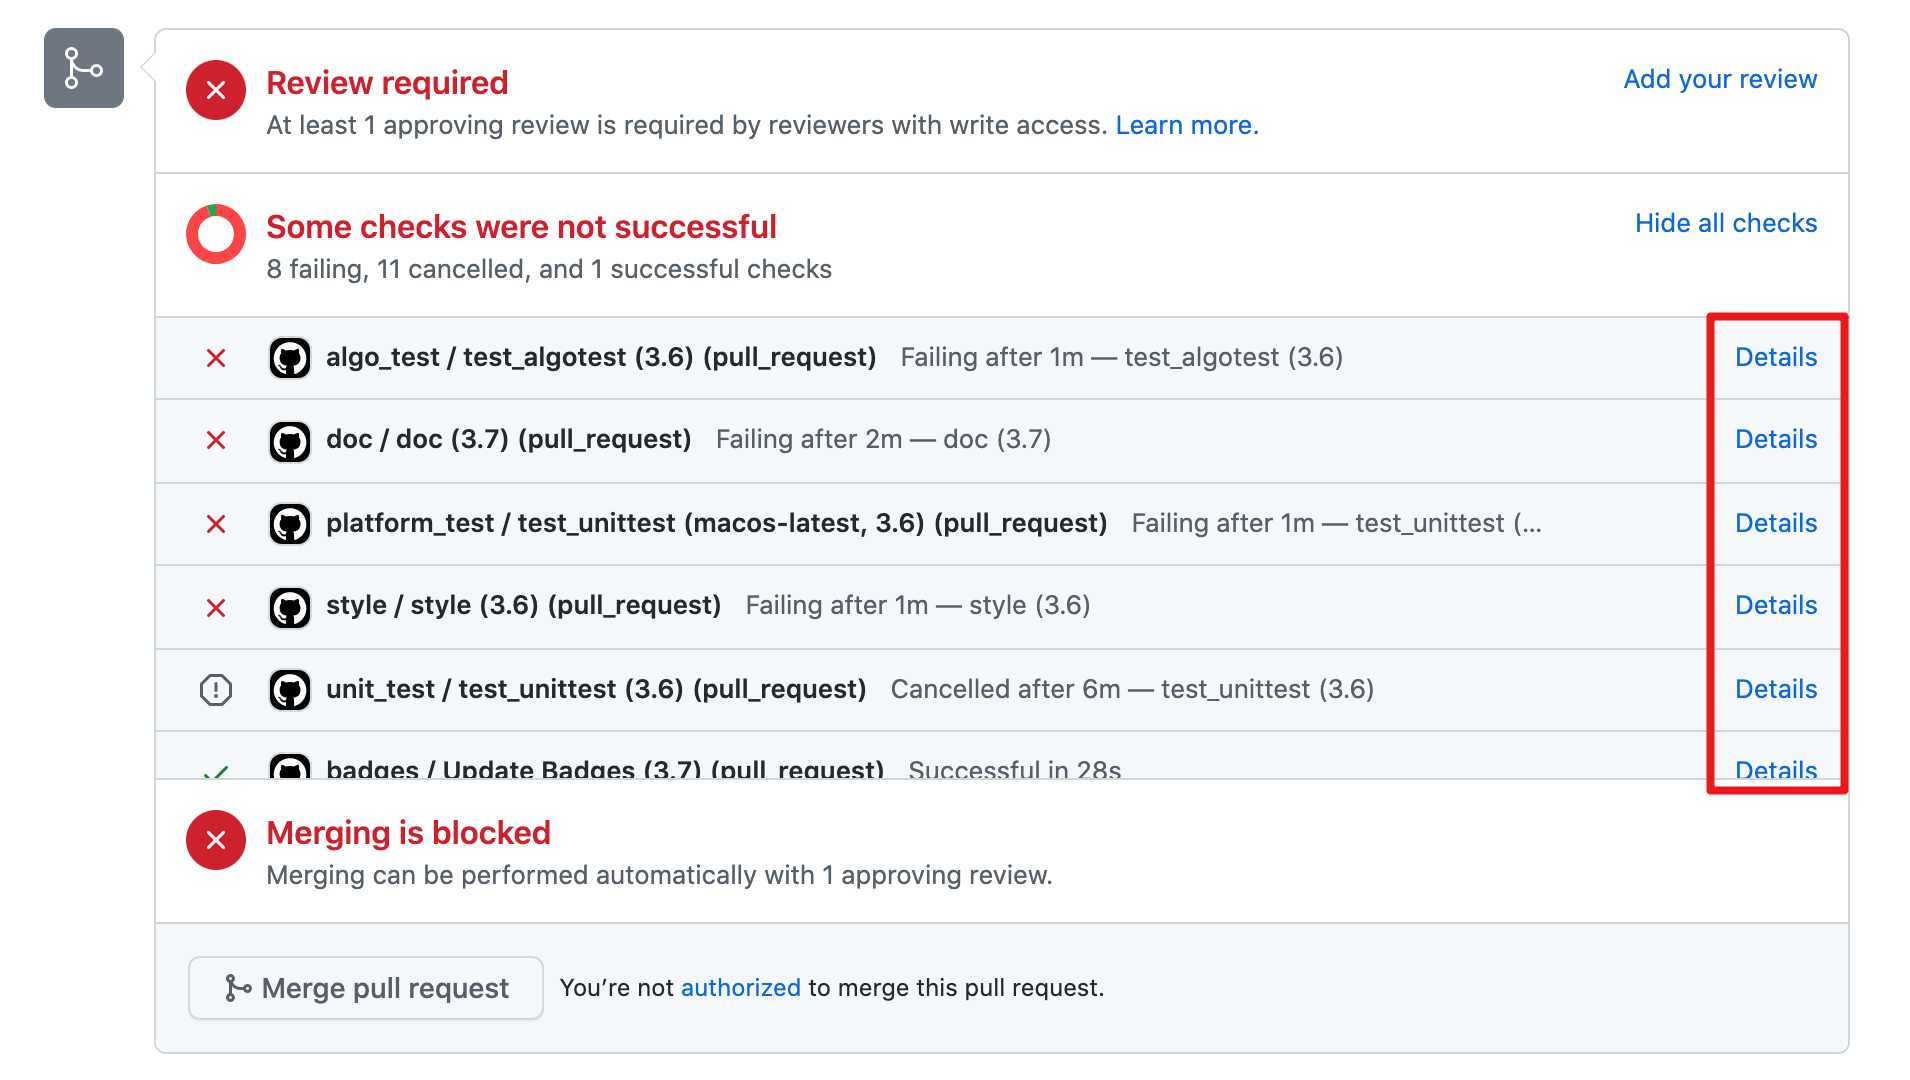 Review required
Add your review
At least 1 approving review is required by reviewers with write access. Learn more.
Some checks were not successful
Hide all checks
8 failing, 11 cancelled, and 1 successful checks
algo_test / test_algotest (3.6) (pull_request) Failing after 1m — test_algotest (3.6) Details
doc / doc (3.7) (pull_request) Failing after 2m — doc (3.7) Details
platform_test / test_unittest (macos-latest, 3.6) (pull_request) Failing after 1m — test_unittest (... Details
style / style (3.6) (pull_request) Failing after 1m — style (3.6) Details
unit_test / test_unittest (3.6) (pull_request) Cancelled after 6m — test_unittest (3.6) Details
badges / Update Badges (3.7) (pull_request) Successful in 28s Details
Merging is blocked
Merging can be performed automatically with 1 approving review.
Merge pull request You're not authorized to merge this pull request.